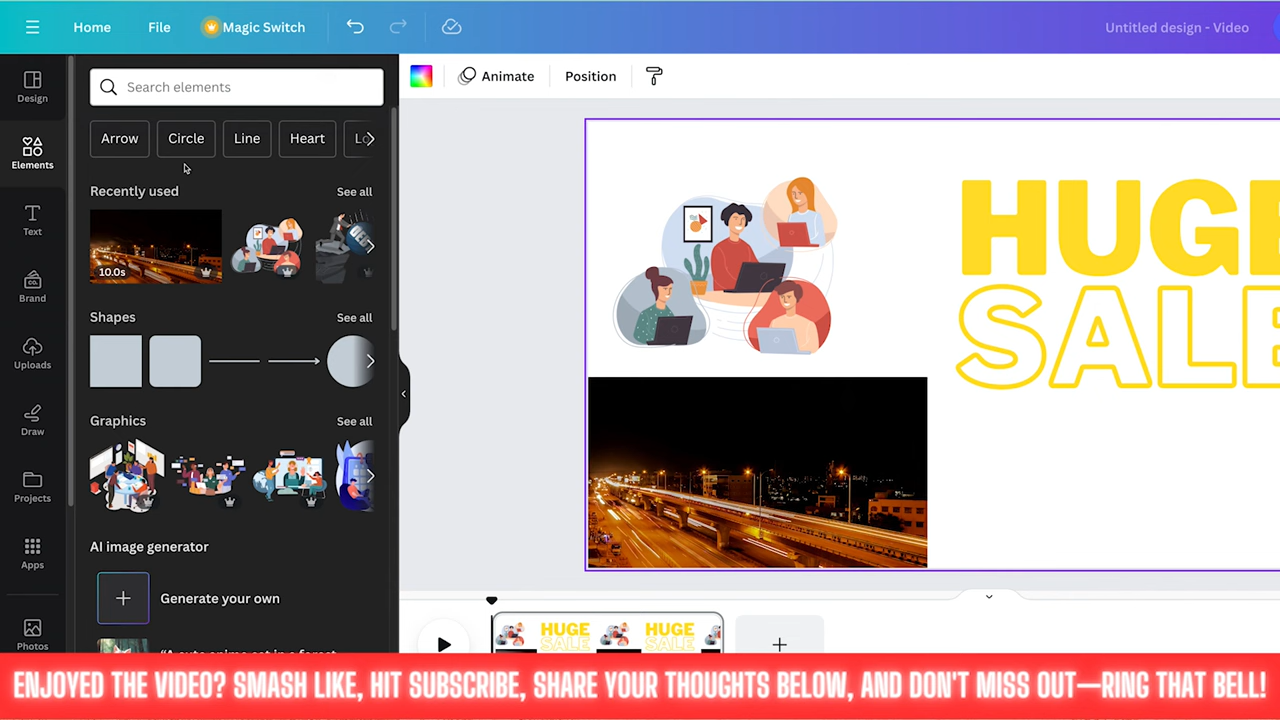 Home File Magic Switch Untitled design - Video
Design
Elements
Text
Brand
Uploads
Draw
Projects
Apps
Photos
Search elements
Arrow Circle Line Heart
Recently used See all
10.0s
Shapes See all
Graphics See all
AI image generator
Generate your own
Animate Position
HUGE
SALE
HUGE HUGE
SALE SALE
ENJOYED THE VIDEO? SMASH LIKE, HIT SUBSCRIBE, SHARE YOUR THOUGHTS BELOW, AND DON'T MISS OUT—RING THAT BELL!